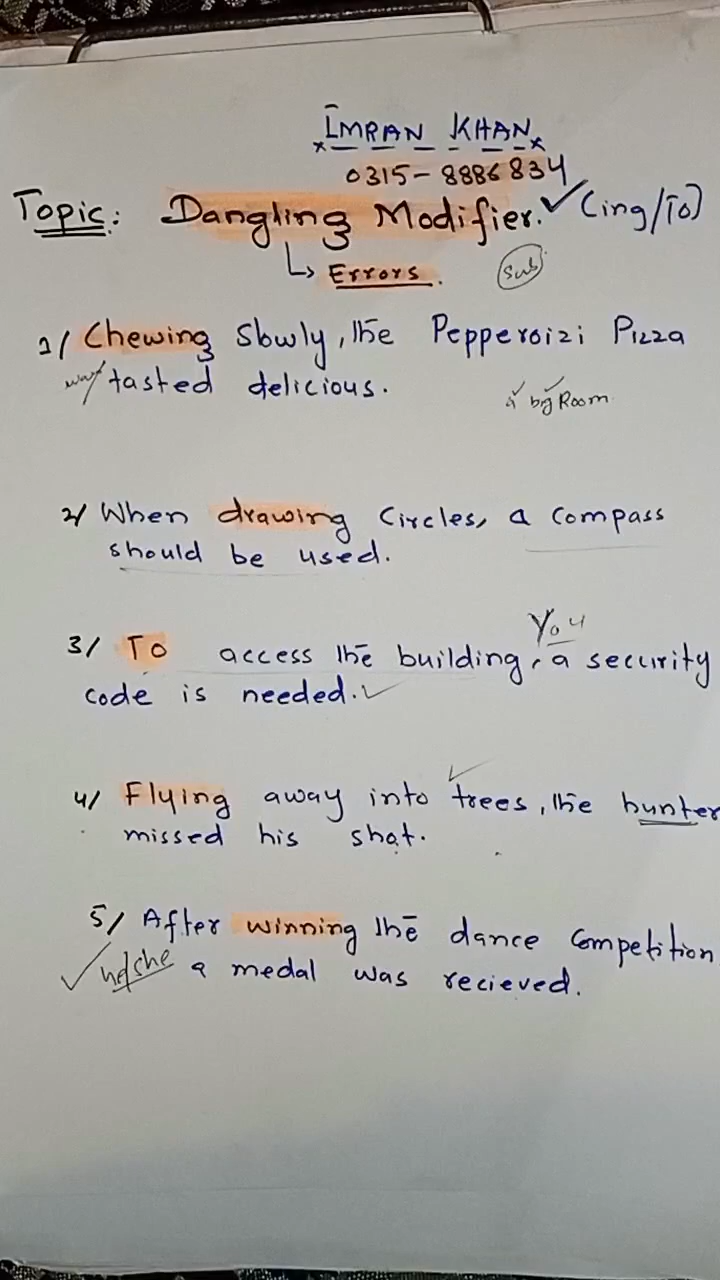 IMRAN KHAN
0315-8886834
Topic: Dangling Modifier. (ing/To)
↳ Errors. Sub
1/ Chewing Slowly, the Pepperoizi Pizza
tasted delicious.
by Room
2/ When drawing Circles, a compass
should be used.
You
3/ To access the building, a security
code is needed.
4/ Flying away into trees, the hunter
missed his shot.
5/ After winning the dance Competition
a medal was recieved.